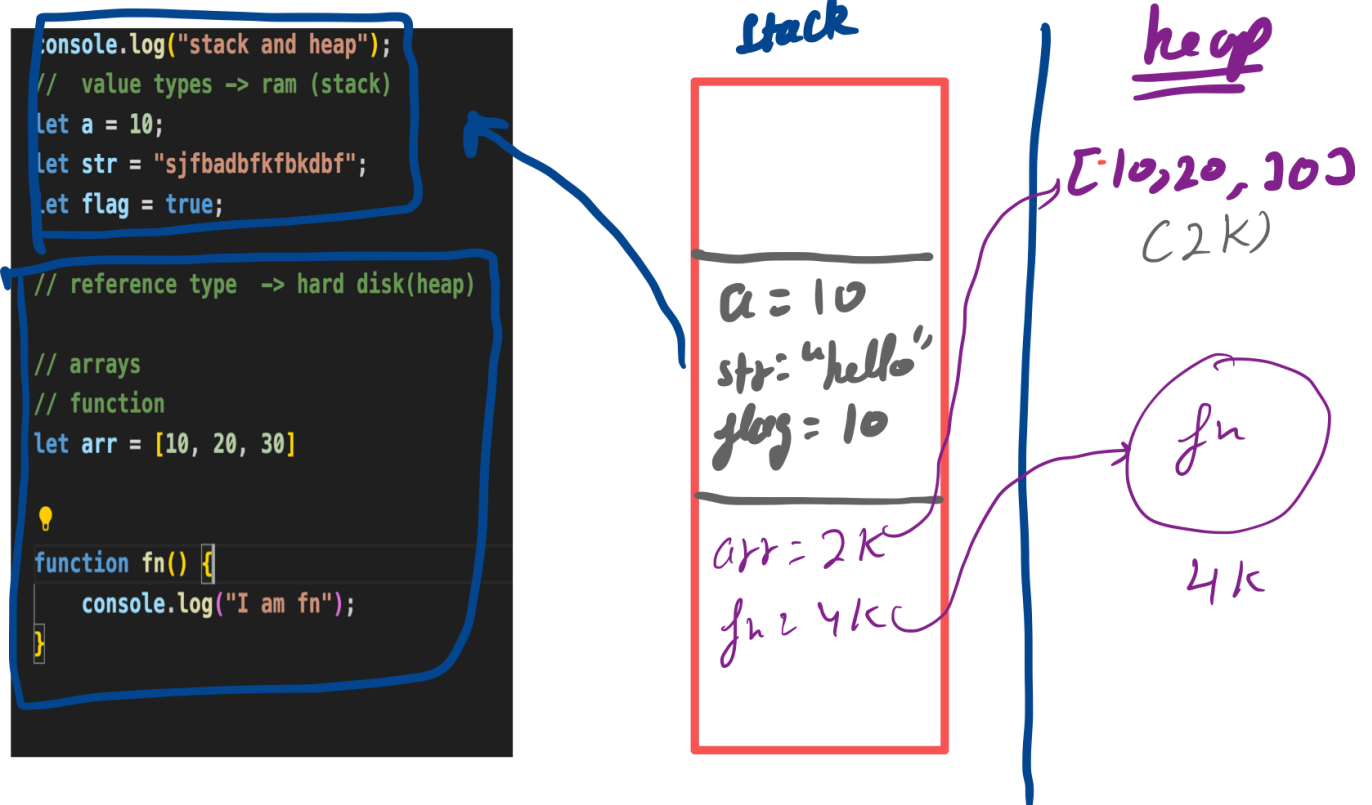 console.log("stack and heap");
//  value types -> ram (stack)
let a = 10;
let str = "sjfbadbfkfbkdbf";
let flag = true;
// reference type  -> hard disk(heap)
// arrays
// function
let arr = [10, 20, 30]
function fn() {
    console.log("I am fn");
}
stack
a = 10
str = "hello"
flag = 10
arr = 2K
fn = 4K
heap
[10,20,30]
(2K)
fn
4K